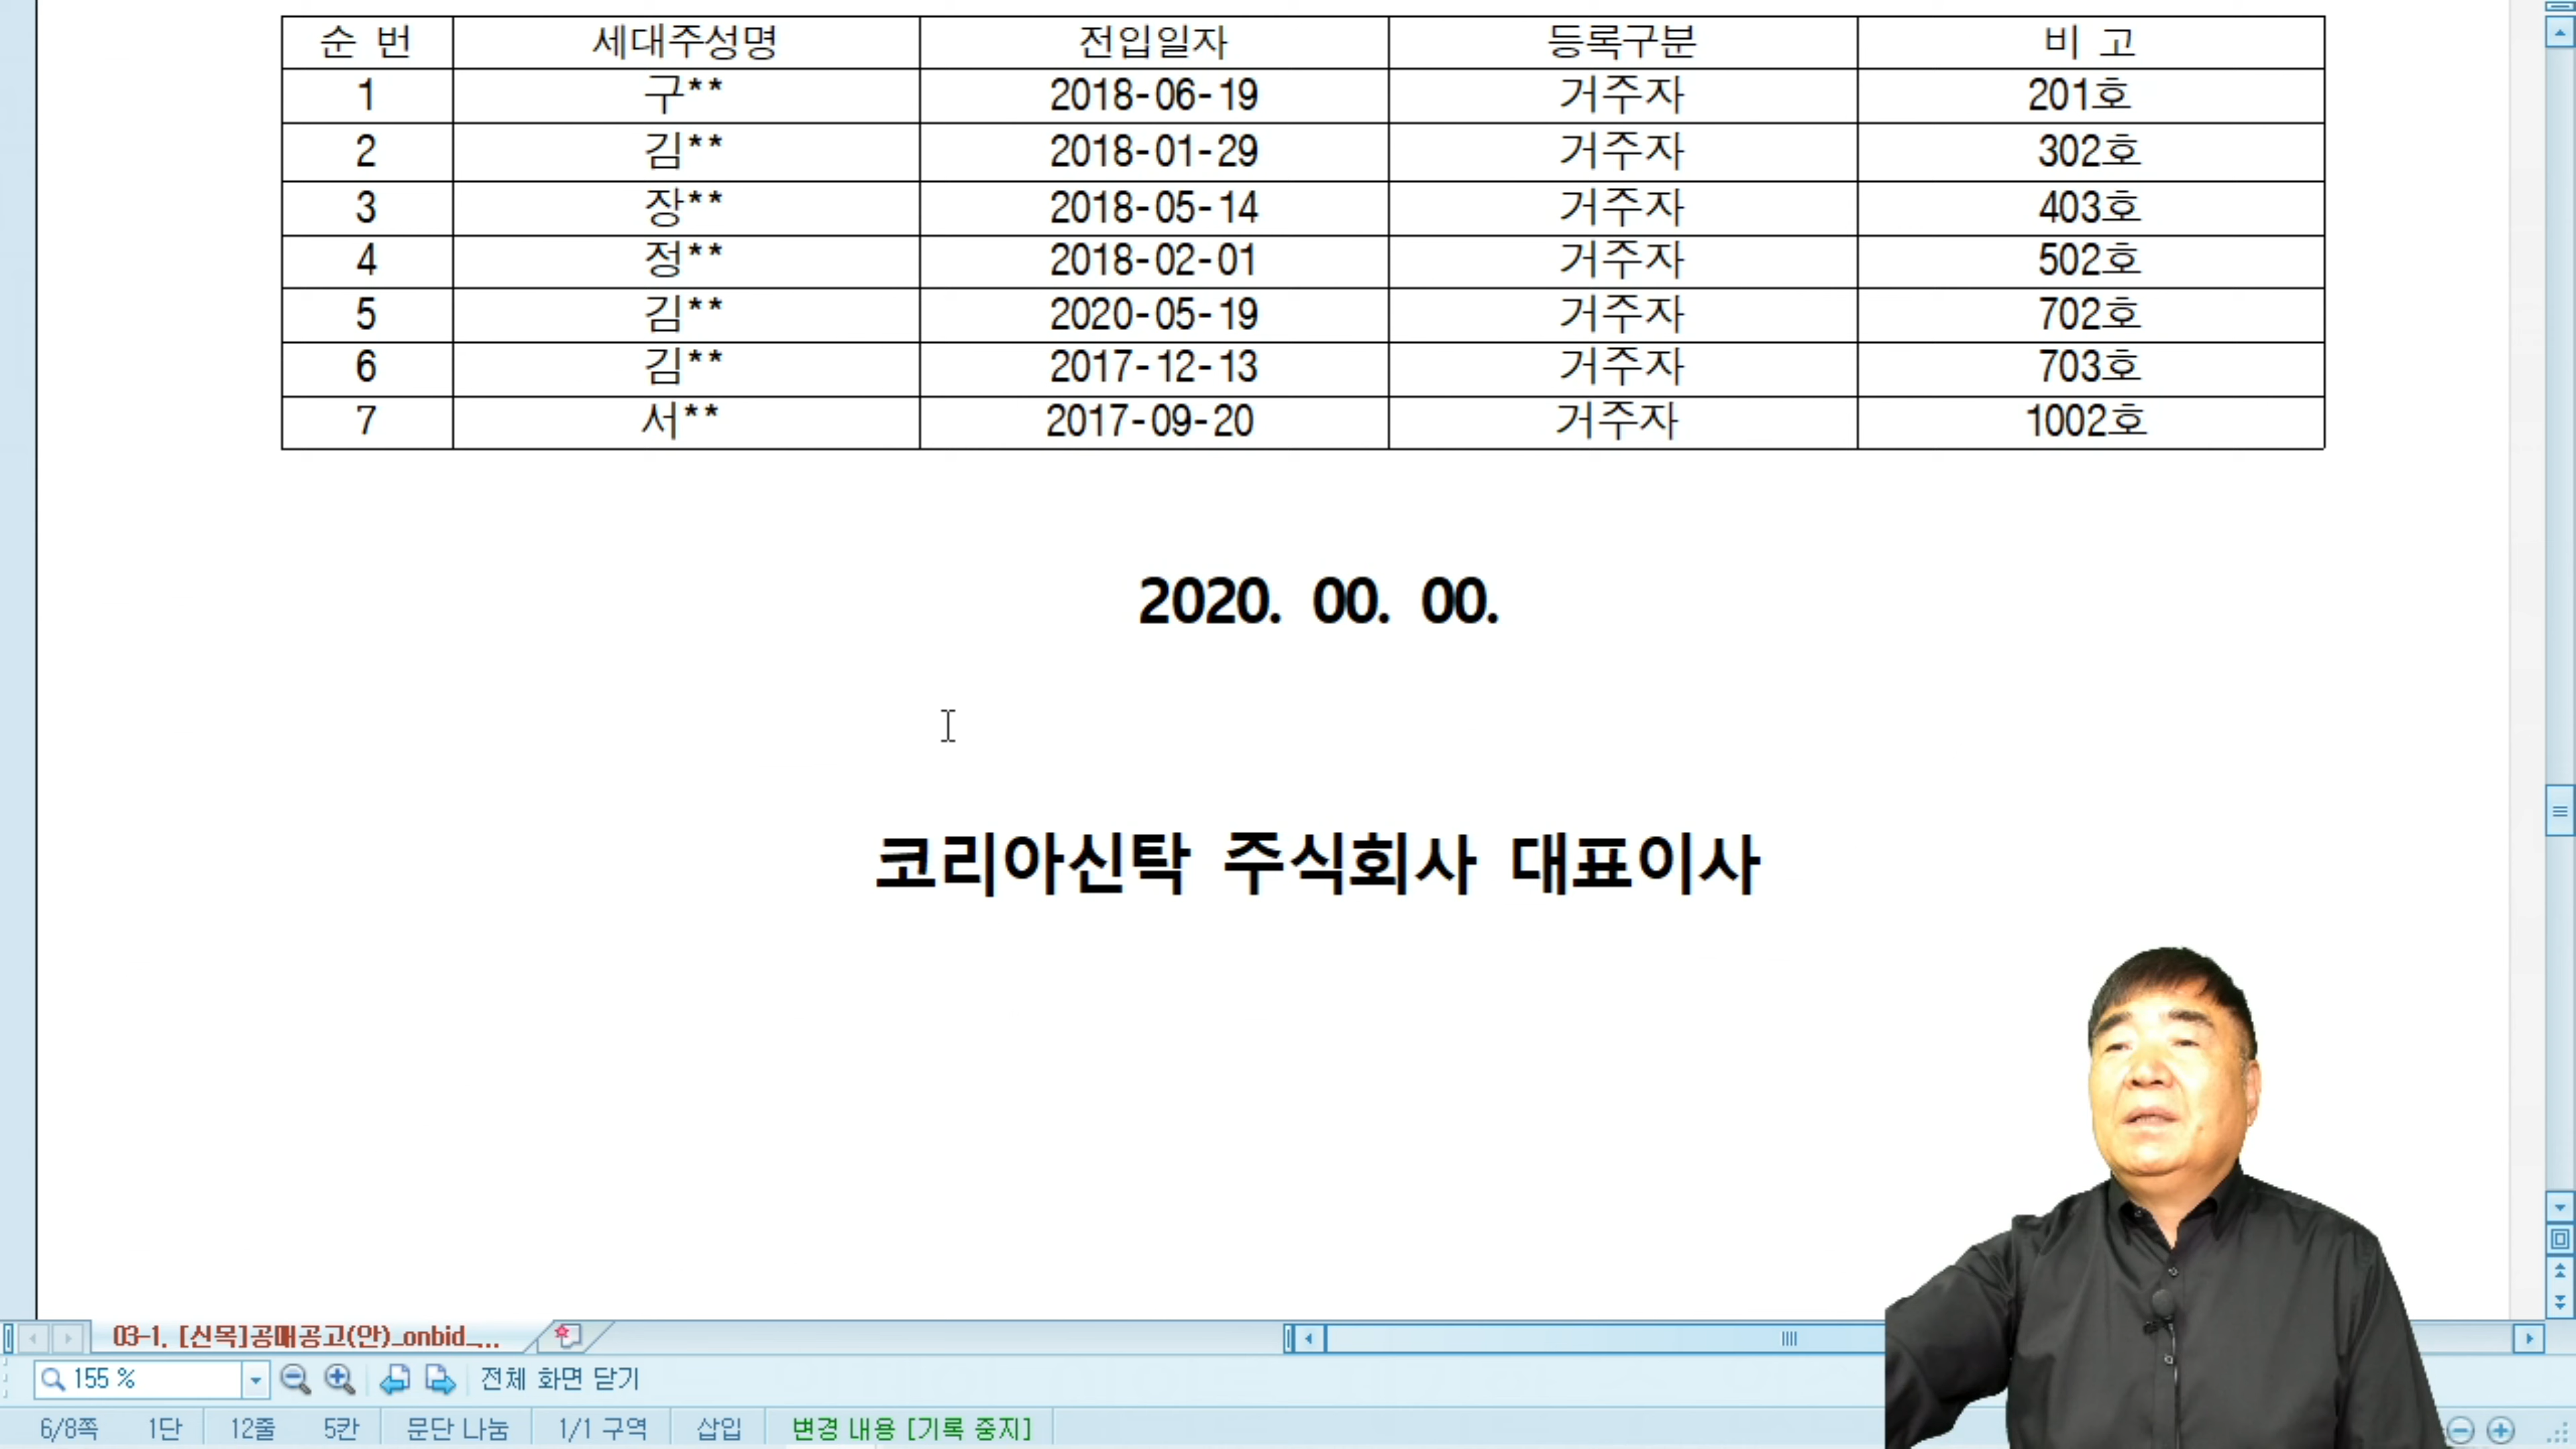 순 번 세대주성명 전입일자 등록구분 비 고
1 구** 2018-06-19 거주자 201호
2 김** 2018-01-29 거주자 302호
3 장** 2018-05-14 거주자 403호
4 정** 2018-02-01 거주자 502호
5 김** 2020-05-19 거주자 702호
6 김** 2017-12-13 거주자 703호
7 서** 2017-09-20 거주자 1002호
2020. 00. 00.
코리아신탁 주식회사 대표이사
03-1. [신목]공매공고(안)_onbid_...
155 % 전체 화면 닫기
6/8쪽 1단 12줄 5칸 문단 나눔 1/1 구역 삽입 변경 내용 [기록 중지]